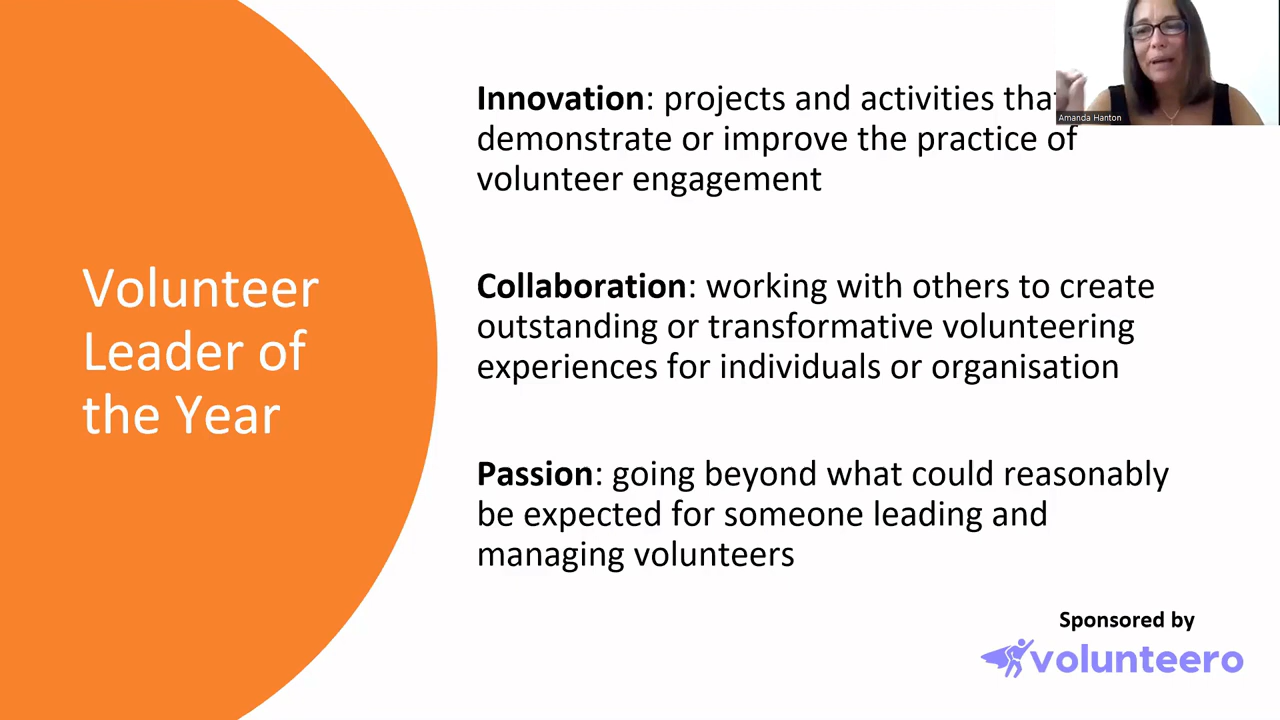 Volunteer
Leader of
the Year
Innovation: projects and activities that
demonstrate or improve the practice of
volunteer engagement
Collaboration: working with others to create
outstanding or transformative volunteering
experiences for individuals or organisation
Passion: going beyond what could reasonably
be expected for someone leading and
managing volunteers
Sponsored by
volunteero
Amanda Hanton